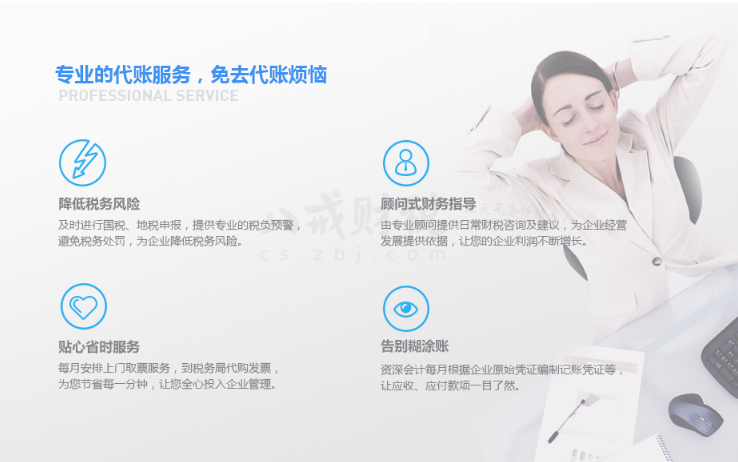 专业的代账服务，免去代账烦恼
PROFESSIONAL SERVICE
降低税务风险
及时进行国税、地税申报，提供专业的税负预警，
避免税务处罚，为企业降低税务风险。
顾问式财务指导
由专业顾问提供日常财税咨询及建议，为企业经营
发展提供依据，让您的企业利润不断增长。
八戒财税
cs.zbj.com
贴心省时服务
每月安排上门取票服务，到税务局代购发票，
为您节省每一分钟，让您全心投入企业管理。
告别糊涂账
资深会计每月根据企业原始凭证编制记账凭证等，
让应收、应付款项一目了然。